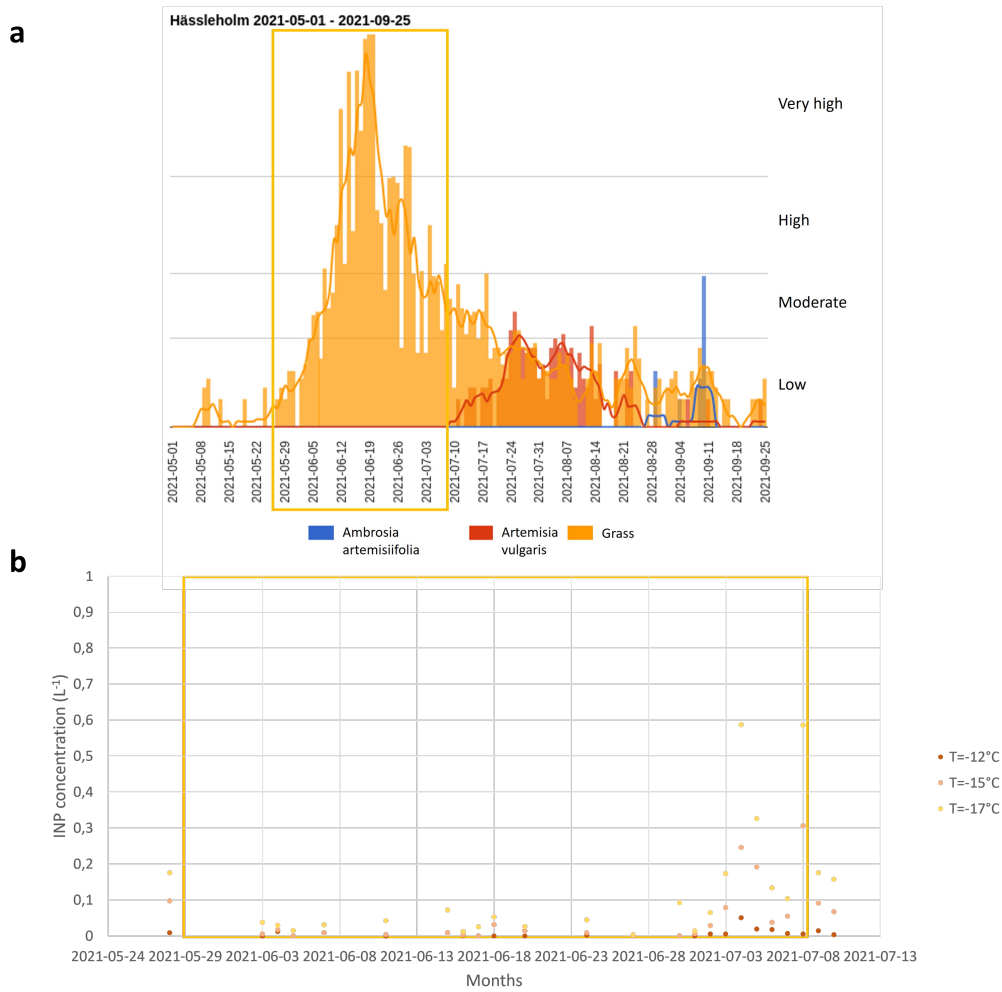 a
Hässleholm 2021-05-01 - 2021-09-25
Very high
High
Moderate
Low
2021-05-01
2021-05-08
2021-05-15
2021-05-22
2021-05-29
2021-06-05
2021-06-12
2021-06-19
2021-06-26
2021-07-03
2021-07-10
2021-07-17
2021-07-24
2021-07-31
2021-08-07
2021-08-14
2021-08-21
2021-08-28
2021-09-04
2021-09-11
2021-09-18
2021-09-25
Ambrosia
artemisiifolia
Artemisia
vulgaris
Grass
b
1
0,9
0,8
0,7
0,6
0,5
0,4
0,3
0,2
0,1
0
INP concentration (L⁻¹)
2021-05-24
2021-05-29
2021-06-03
2021-06-08
2021-06-13
2021-06-18
2021-06-23
2021-06-28
2021-07-03
2021-07-08
2021-07-13
Months
T=-12°C
T=-15°C
T=-17°C